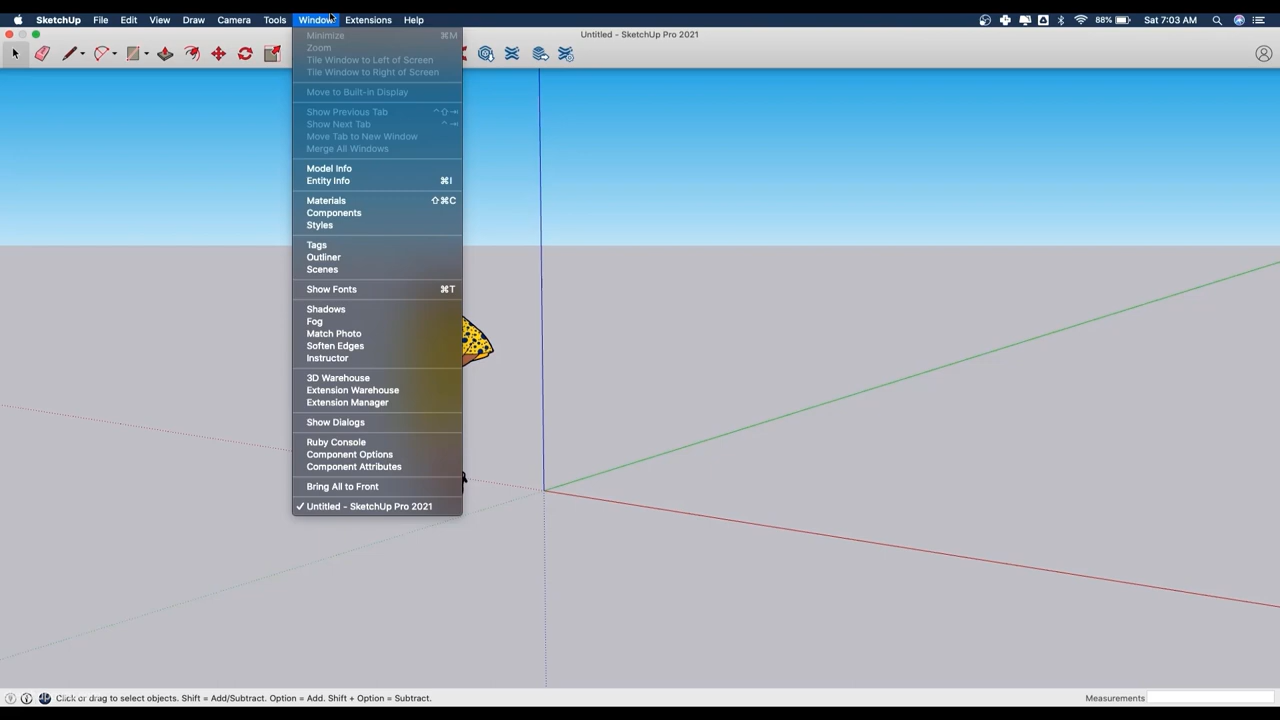 SketchUp File Edit View Draw Camera Tools Window Extensions Help 88% Sat 7:03 AM
Untitled - SketchUp Pro 2021
Minimize ⌘M
Zoom
Tile Window to Left of Screen
Tile Window to Right of Screen
Move to Built-in Display
Show Previous Tab ⌃⇧⇥
Show Next Tab ⌃⇥
Move Tab to New Window
Merge All Windows
Model Info
Entity Info ⌘I
Materials ⇧⌘C
Components
Styles
Tags
Outliner
Scenes
Show Fonts ⌘T
Shadows
Fog
Match Photo
Soften Edges
Instructor
3D Warehouse
Extension Warehouse
Extension Manager
Show Dialogs
Ruby Console
Component Options
Component Attributes
Bring All to Front
✓ Untitled - SketchUp Pro 2021
Click or drag to select objects. Shift = Add/Subtract. Option = Add. Shift + Option = Subtract. Measurements